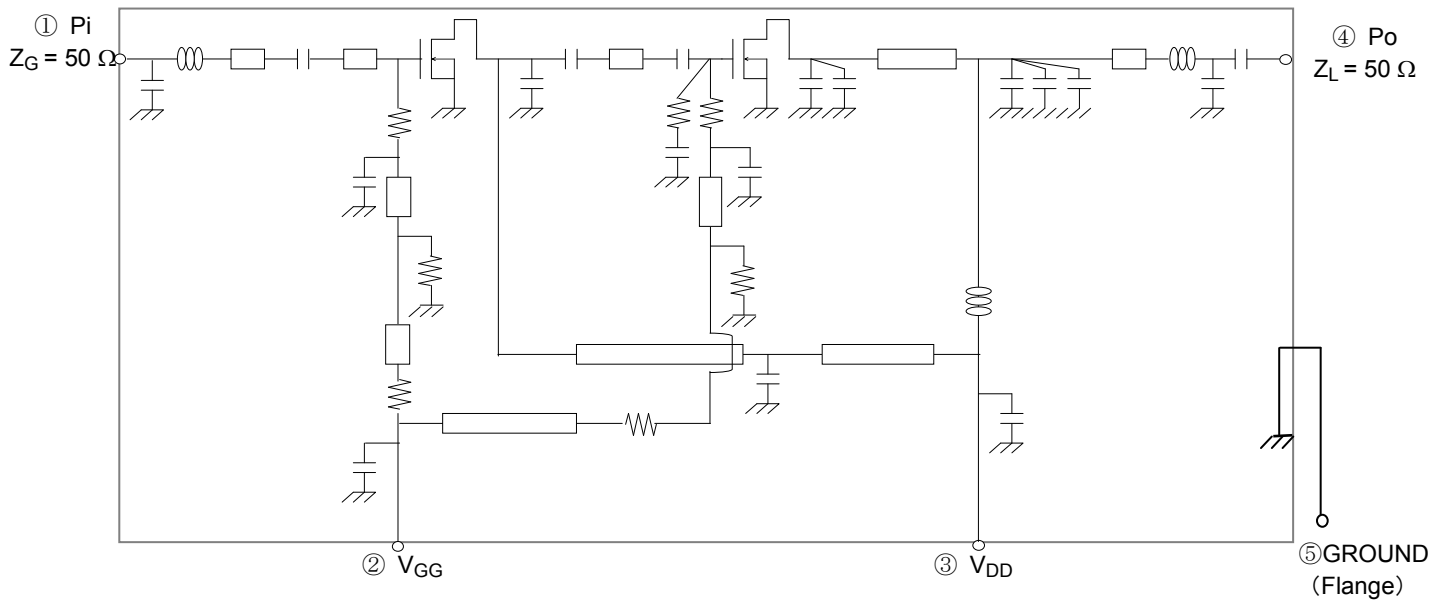 ① Pi
Z_G = 50 Ω
④ Po
Z_L = 50 Ω
② V_GG
③ V_DD
⑤GROUND
（Flange）